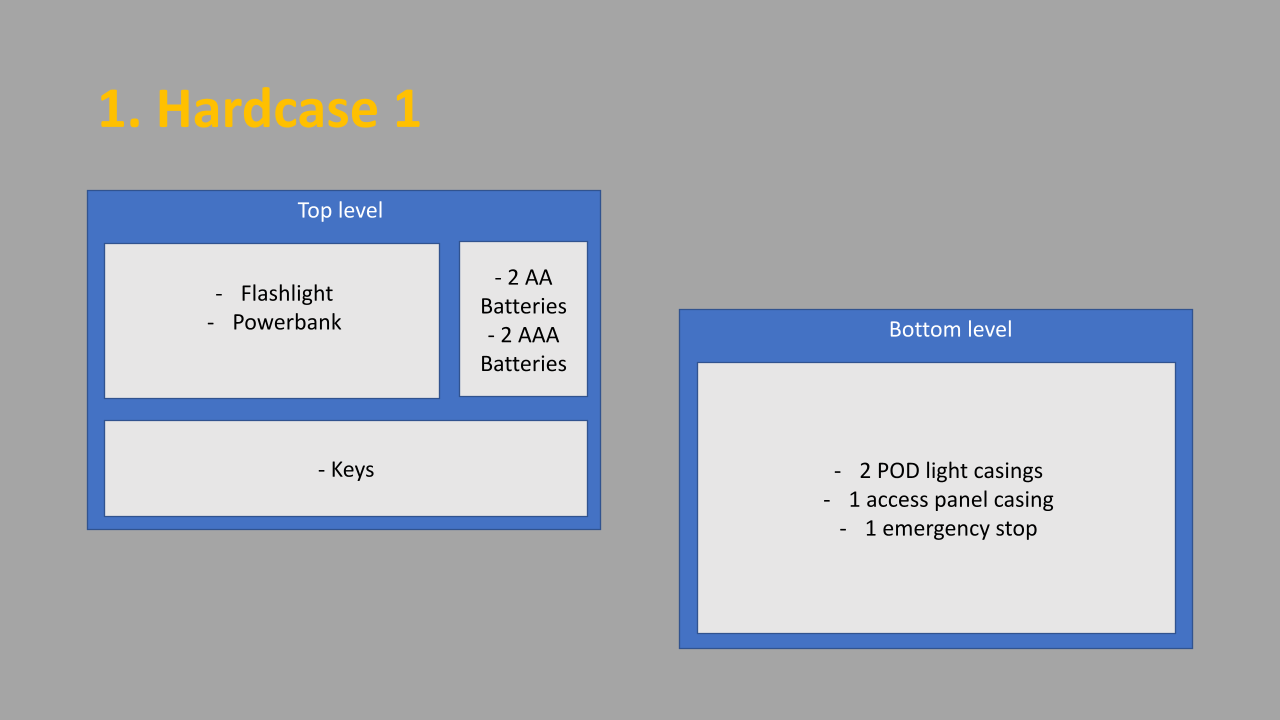 1. Hardcase 1
Top level
- Flashlight
- Powerbank
- 2 AA
Batteries
- 2 AAA
Batteries
- Keys
Bottom level
- 2 POD light casings
- 1 access panel casing
- 1 emergency stop